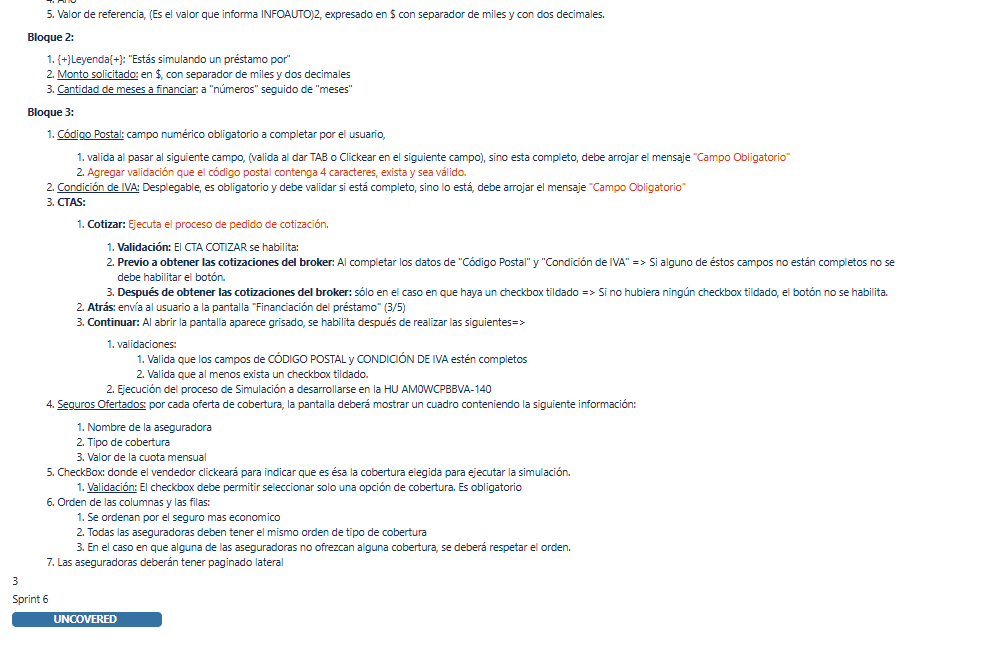 4. Año
5. Valor de referencia, (Es el valor que informa INFOAUTO)2, expresado en $ con separador de miles y con dos decimales.
Bloque 2:
1. {+}Leyenda{+}: "Estás simulando un préstamo por"
2. Monto solicitado: en $, con separador de miles y dos decimales
3. Cantidad de meses a financiar: a "números" seguido de "meses"
Bloque 3:
1. Código Postal: campo numérico obligatorio a completar por el usuario,
1. valida al pasar al siguiente campo, (valida al dar TAB o Clickear en el siguiente campo), sino esta completo, debe arrojar el mensaje "Campo Obligatorio"
2. Agregar validación que el código postal contenga 4 caracteres, exista y sea válido.
2. Condición de IVA: Desplegable, es obligatorio y debe validar si está completo, sino lo está, debe arrojar el mensaje "Campo Obligatorio"
3. CTAS:
1. Cotizar: Ejecuta el proceso de pedido de cotización.
1. Validación: El CTA COTIZAR se habilita:
2. Previo a obtener las cotizaciones del broker: Al completar los datos de "Código Postal" y "Condición de IVA" => Si alguno de éstos campos no están completos no se
debe habilitar el botón.
3. Después de obtener las cotizaciones del broker: sólo en el caso en que haya un checkbox tildado => Si no hubiera ningún checkbox tildado, el botón no se habilita.
2. Atrás: envía al usuario a la pantalla "Financiación del préstamo" (3/5)
3. Continuar: Al abrir la pantalla aparece grisado, se habilita después de realizar las siguientes=>
1. validaciones:
1. Valida que los campos de CÓDIGO POSTAL y CONDICIÓN DE IVA estén completos
2. Valida que al menos exista un checkbox tildado.
2. Ejecución del proceso de Simulación a desarrollarse en la HU AM0WCPBBVA-140
4. Seguros Ofertados: por cada oferta de cobertura, la pantalla deberá mostrar un cuadro conteniendo la siguiente información:
1. Nombre de la aseguradora
2. Tipo de cobertura
3. Valor de la cuota mensual
5. CheckBox: donde el vendedor clickeará para indicar que es ésa la cobertura elegida para ejecutar la simulación.
1. Validación: El checkbox debe permitir seleccionar solo una opción de cobertura. Es obligatorio
6. Orden de las columnas y las filas:
1. Se ordenan por el seguro mas economico
2. Todas las aseguradoras deben tener el mismo orden de tipo de cobertura
3. En el caso en que alguna de las aseguradoras no ofrezcan alguna cobertura, se deberá respetar el orden.
7. Las aseguradoras deberán tener paginado lateral
3
Sprint 6
UNCOVERED